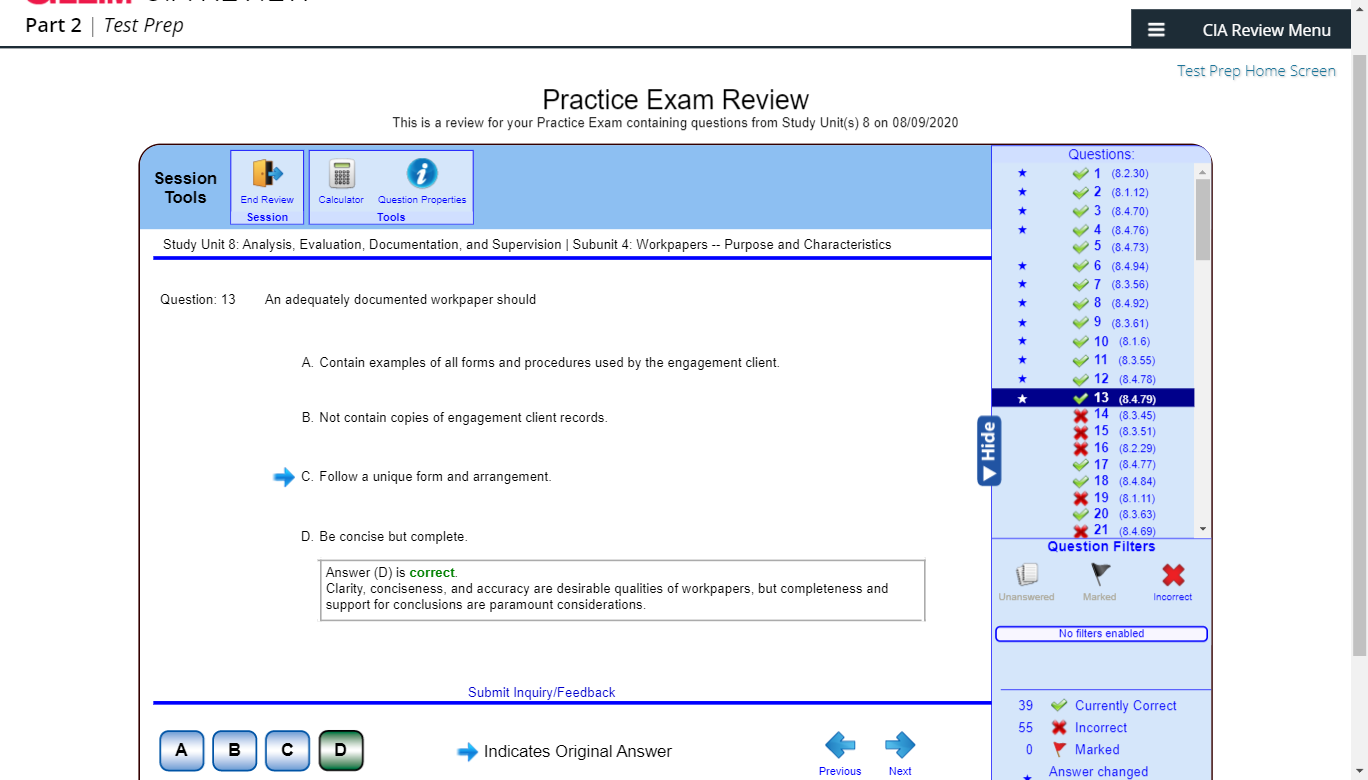 Part 2 | Test Prep
CIA Review Menu
Test Prep Home Screen
Practice Exam Review
This is a review for your Practice Exam containing questions from Study Unit(s) 8 on 08/09/2020
Session Tools
End Review
Session
Calculator
Question Properties
Tools
Study Unit 8: Analysis, Evaluation, Documentation, and Supervision | Subunit 4: Workpapers -- Purpose and Characteristics
Question: 13 An adequately documented workpaper should
A. Contain examples of all forms and procedures used by the engagement client.
B. Not contain copies of engagement client records.
C. Follow a unique form and arrangement.
D. Be concise but complete.
Answer (D) is correct.
Clarity, conciseness, and accuracy are desirable qualities of workpapers, but completeness and
support for conclusions are paramount considerations.
Submit Inquiry/Feedback
A B C D
Indicates Original Answer
Previous
Next
Hide
Questions:
1 (8.2.30)
2 (8.1.12)
3 (8.4.70)
4 (8.4.76)
5 (8.4.73)
6 (8.4.94)
7 (8.3.56)
8 (8.4.92)
9 (8.3.61)
10 (8.1.6)
11 (8.3.55)
12 (8.4.78)
13 (8.4.79)
14 (8.3.45)
15 (8.3.51)
16 (8.2.29)
17 (8.4.77)
18 (8.4.84)
19 (8.1.11)
20 (8.3.63)
21 (8.4.69)
Question Filters
Unanswered
Marked
Incorrect
No filters enabled
39 Currently Correct
55 Incorrect
0 Marked
Answer changed